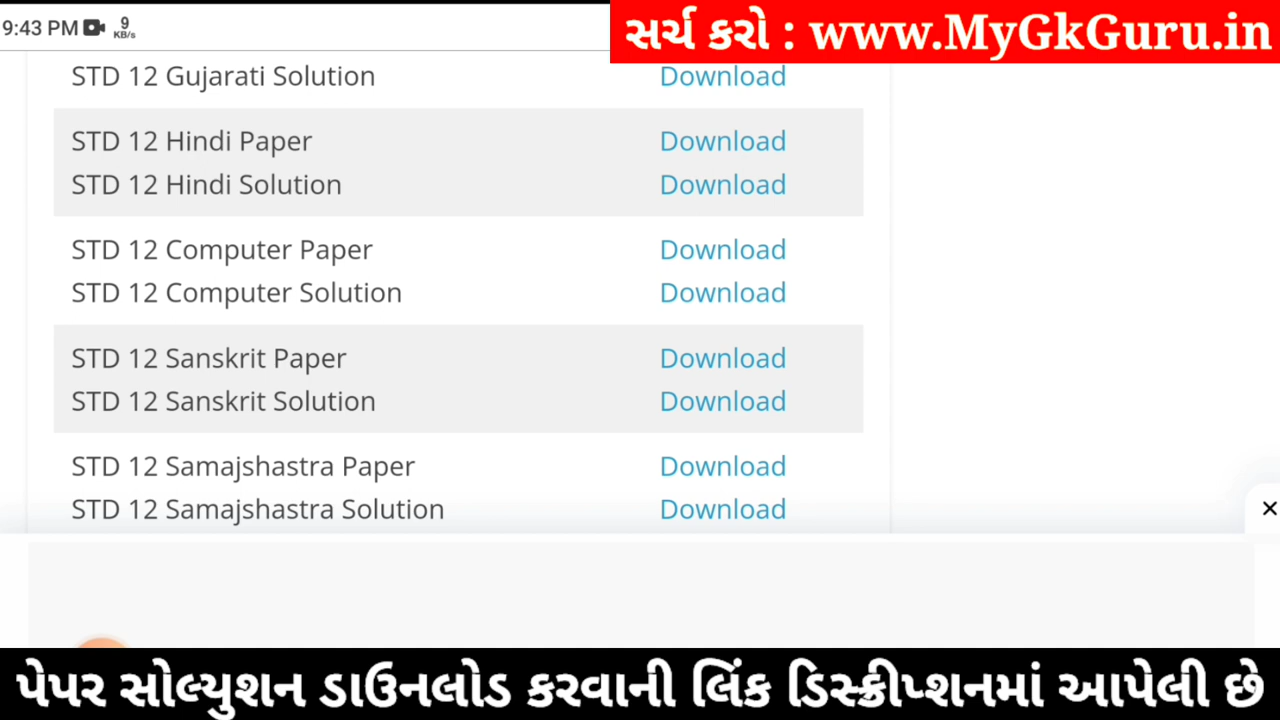 9:43 PM 9 KB/s
સર્ચ કરો : www.MyGkGuru.in
STD 12 Gujarati Solution Download
STD 12 Hindi Paper Download
STD 12 Hindi Solution Download
STD 12 Computer Paper Download
STD 12 Computer Solution Download
STD 12 Sanskrit Paper Download
STD 12 Sanskrit Solution Download
STD 12 Samajshastra Paper Download
STD 12 Samajshastra Solution Download
પેપર સોલ્યુશન ડાઉનલોડ કરવાની લિંક ડિસ્ક્રીપ્શનમાં આપેલી છે